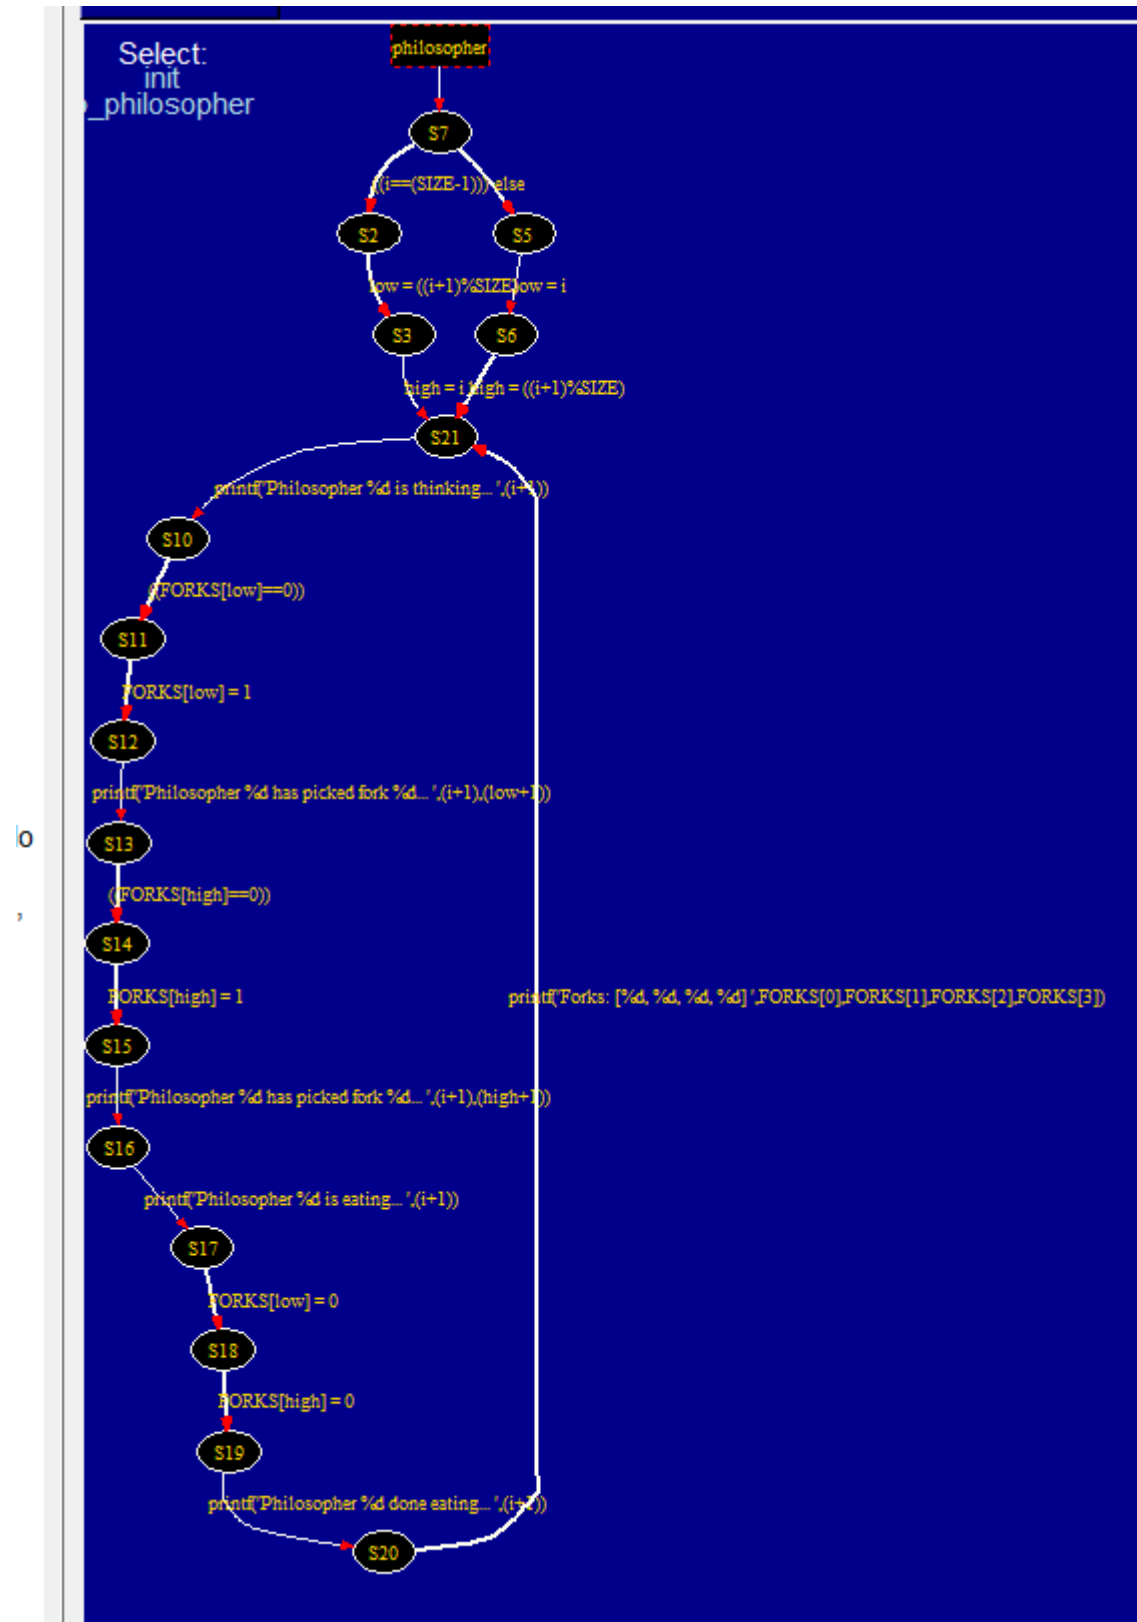 Select:
init
_philosopher
philosopher
S7
((i==(SIZE-1))) else
S2 S5
low = ((i+1)%SIZE) low = i
S3 S6
high = i high = ((i+1)%SIZE)
S21
printf('Philosopher %d is thinking... ',(i+1))
S10
((FORKS[low]==0))
S11
FORKS[low] = 1
S12
printf('Philosopher %d has picked fork %d... ',(i+1),(low+1))
lo
S13
((FORKS[high]==0))
,
S14
FORKS[high] = 1 printf('Forks: [%d, %d, %d, %d] ',FORKS[0],FORKS[1],FORKS[2],FORKS[3])
S15
printf('Philosopher %d has picked fork %d... ',(i+1),(high+1))
S16
printf('Philosopher %d is eating... ',(i+1))
S17
FORKS[low] = 0
S18
FORKS[high] = 0
S19
printf('Philosopher %d done eating... ',(i+1))
S20